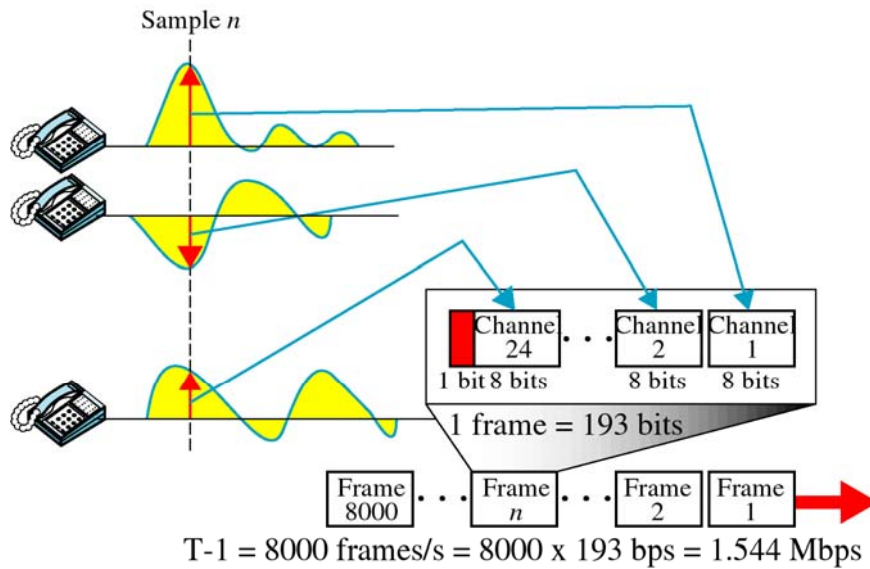 Sample n
Channel 24
Channel 2
Channel 1
1 bit 8 bits
8 bits
8 bits
1 frame = 193 bits
Frame 8000
Frame n
Frame 2
Frame 1
T-1 = 8000 frames/s = 8000 x 193 bps = 1.544 Mbps